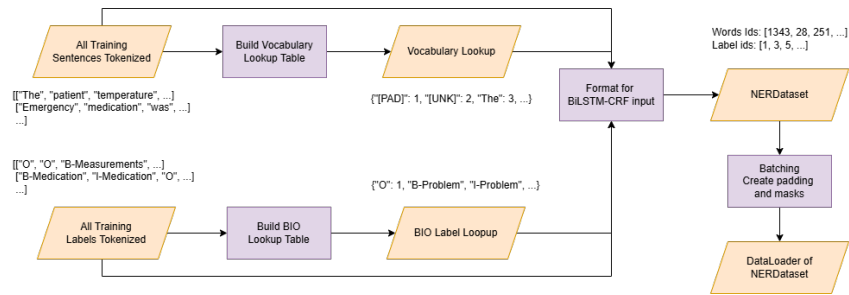 All Training
Sentences Tokenized
Build Vocabulary
Lookup Table
Vocabulary Lookup
Words Ids: [1343, 28, 251, ...]
Label ids: [1, 3, 5, ...]
[["The", "patient", "temperature", ...]
["Emergency", "medication", "was", ...]
...]
{"[PAD]": 1, "[UNK]": 2, "The": 3, ...}
Format for
BiLSTM-CRF input
NERDataset
[["O", "O", "B-Measurements", ...]
["B-Medication", "I-Medication", "O", ...]
...]
{"O": 1, "B-Problem", "I-Problem", ...}
Batching
Create padding
and masks
All Training
Labels Tokenized
Build BIO
Lookup Table
BIO Label Loopup
DataLoader of
NERDataset